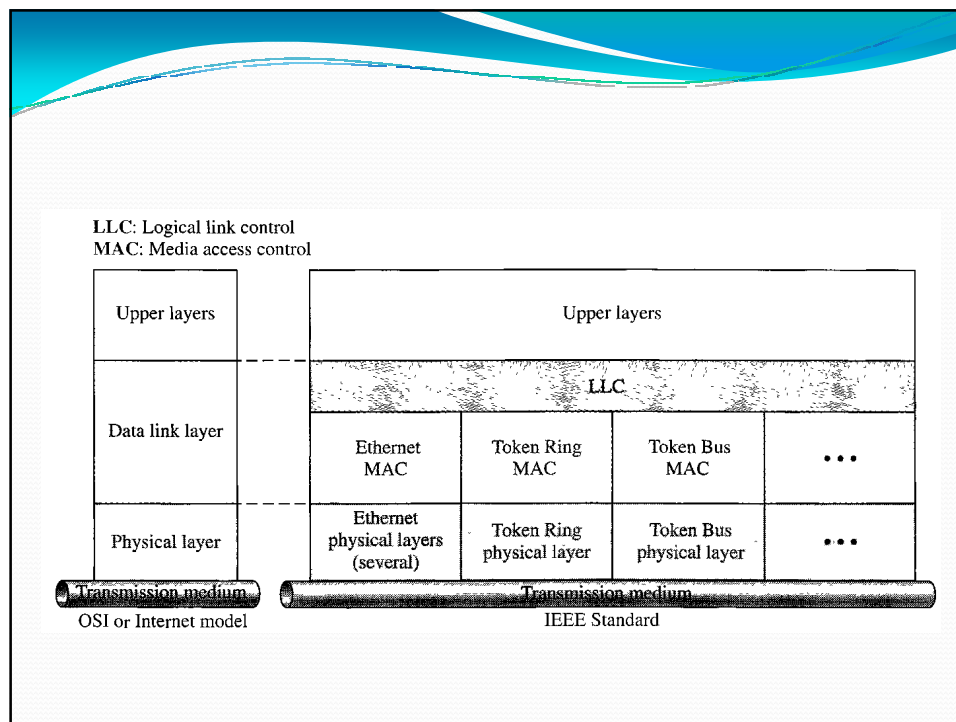 LLC: Logical link control
MAC: Media access control
Upper layers
Upper layers
LLC
Data link layer
Ethernet
MAC
Token Ring
MAC
Token Bus
MAC
•••
Physical layer
Ethernet
physical layers
(several)
Token Ring
physical layer
Token Bus
physical layer
•••
Transmission medium
Transmission medium
OSI or Internet model
IEEE Standard